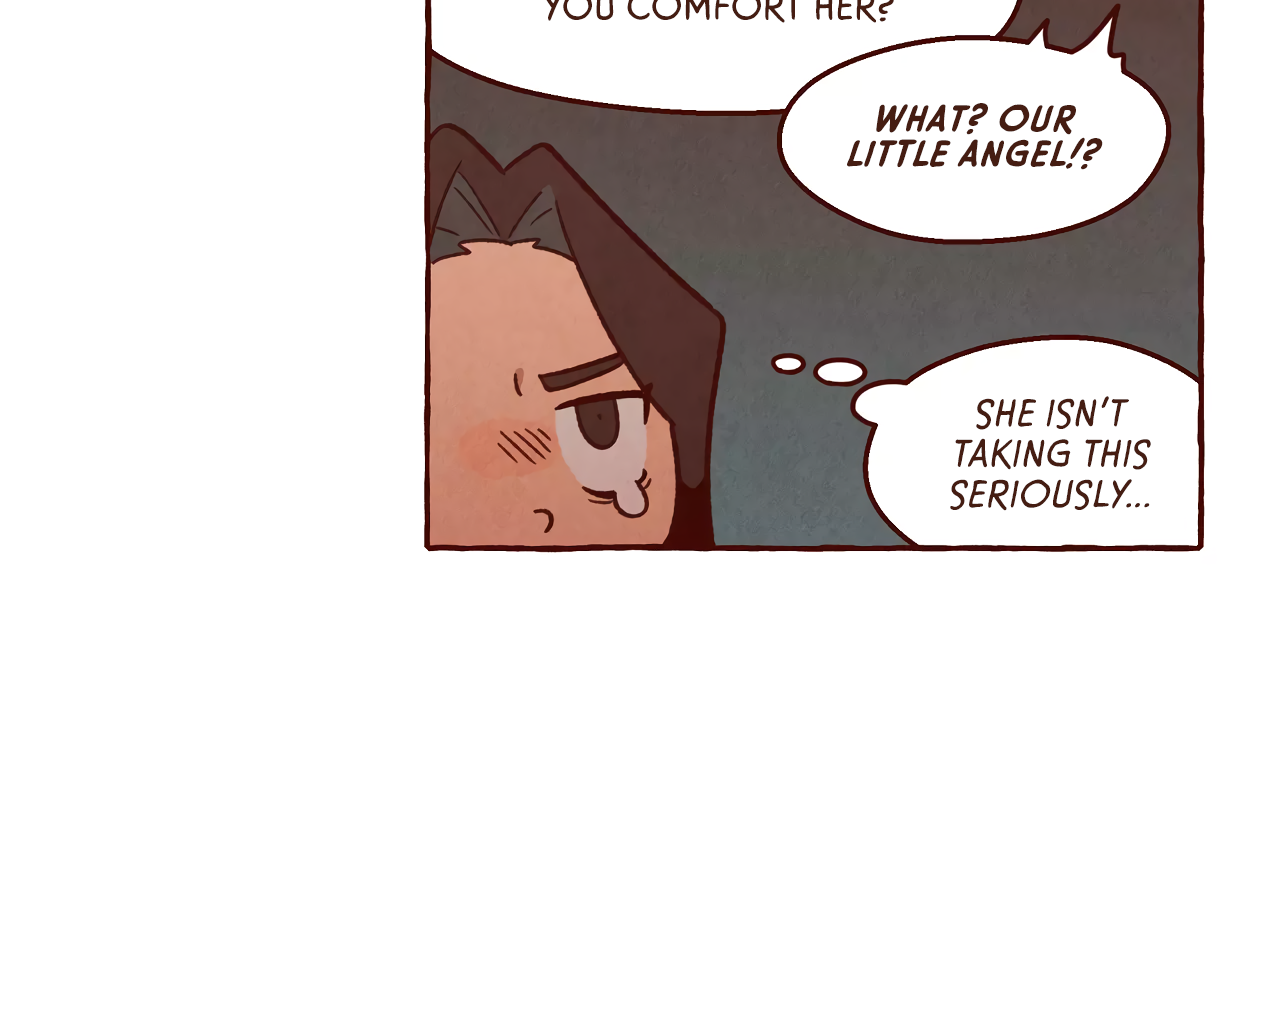 YOU COMFORT HER?
WHAT? OUR
LITTLE ANGEL!?
SHE ISN'T
TAKING THIS
SERIOUSLY...